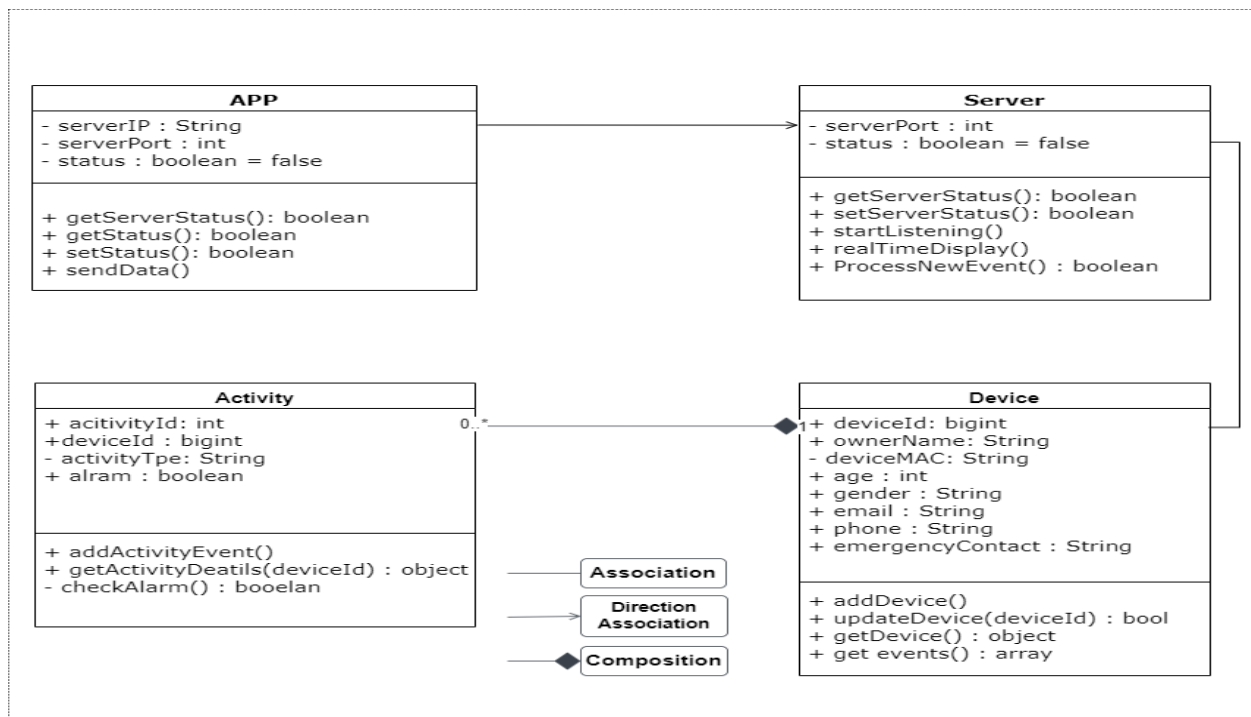 APP
- serverIP : String
- serverPort : int
- status : boolean = false
+ getServerStatus(): boolean
+ getStatus(): boolean
+ setStatus(): boolean
+ sendData()
Server
- serverPort : int
- status : boolean = false
+ getServerStatus(): boolean
+ setServerStatus(): boolean
+ startListening()
+ realTimeDisplay()
+ ProcessNewEvent() : boolean
Activity
+ acitivityId: int
+deviceId : bigint
- activityTpe: String
+ alram : boolean
+ addActivityEvent()
+ getActivityDeatils(deviceId) : object
- checkAlarm() : booelan
0..*
1
Device
+ deviceId: bigint
+ ownerName: String
- deviceMAC: String
+ age : int
+ gender : String
+ email : String
+ phone : String
+ emergencyContact : String
+ addDevice()
+ updateDevice(deviceId) : bool
+ getDevice() : object
+ get events() : array
Association
Direction
Association
Composition